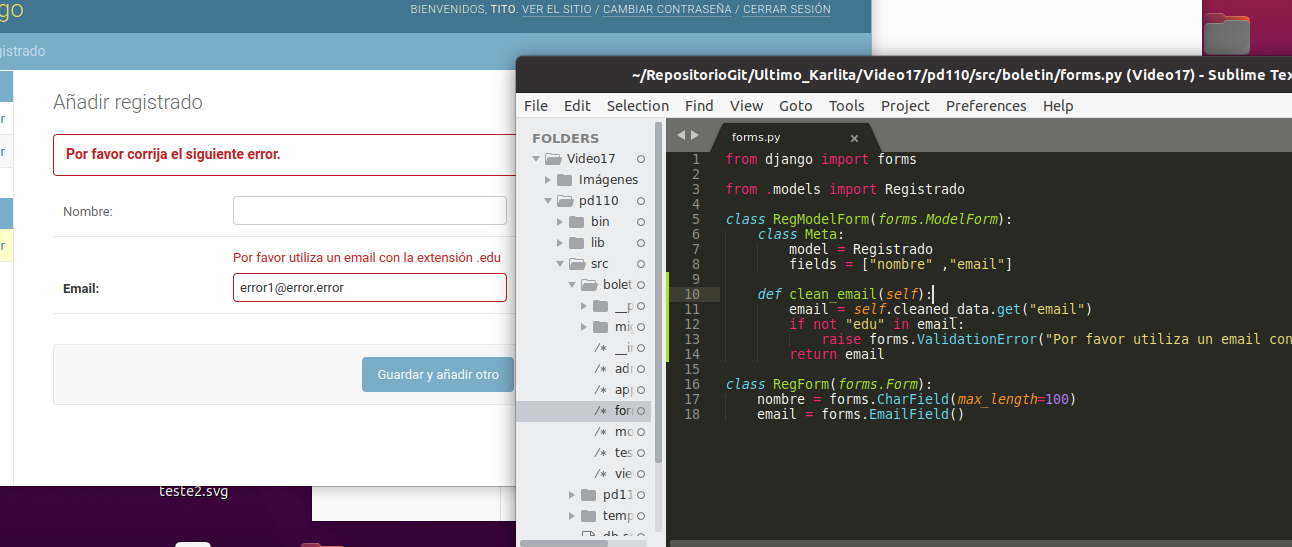 go
BIENVENIDOS, TITO. VER EL SITIO / CAMBIAR CONTRASEÑA / CERRAR SESIÓN
gistrado
r
r
r
Añadir registrado
Por favor corrija el siguiente error.
Nombre:
Por favor utiliza un email con la extensión .edu
Email:
error1@error.error
Guardar y añadir otro
teste2.svg
~/RepositorioGit/Ultimo_Karlita/Video17/pd110/src/boletin/forms.py (Video17) - Sublime Tex
File Edit Selection Find View Goto Tools Project Preferences Help
FOLDERS
Video17
Imágenes
pd110
bin
lib
src
bolet
__p
mi
/* __i
/* ad
/* app
/* for
/* mo
/* tes
/* vie
pd11
temp
db.s
forms.py ×
1 from django import forms
2
3 from .models import Registrado
4
5 class RegModelForm(forms.ModelForm):
6 class Meta:
7 model = Registrado
8 fields = ["nombre" ,"email"]
9
10 def clean_email(self):
11 email = self.cleaned_data.get("email")
12 if not "edu" in email:
13 raise forms.ValidationError("Por favor utiliza un email con
14 return email
15
16 class RegForm(forms.Form):
17 nombre = forms.CharField(max_length=100)
18 email = forms.EmailField()